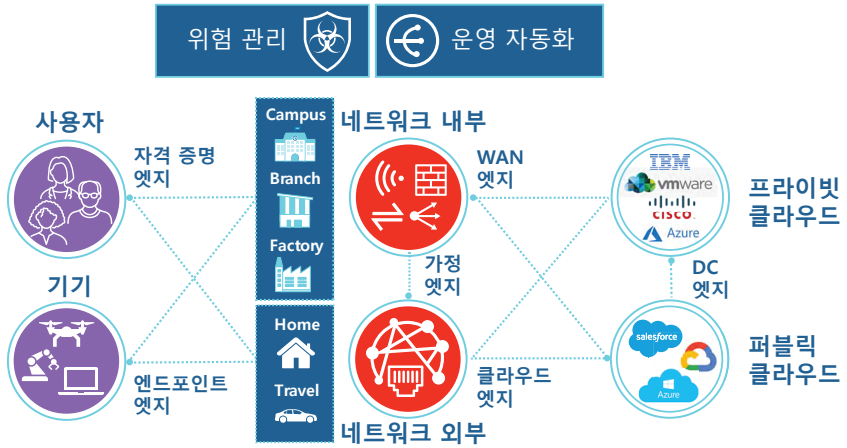 위험 관리
운영 자동화
사용자
자격 증명
엣지
기기
엔드포인트
엣지
Campus
Branch
Factory
Home
Travel
네트워크 내부
WAN
엣지
가정
엣지
클라우드
엣지
네트워크 외부
IBM
vmware
CISCO
Azure
프라이빗
클라우드
DC
엣지
salesforce
Azure
퍼블릭
클라우드